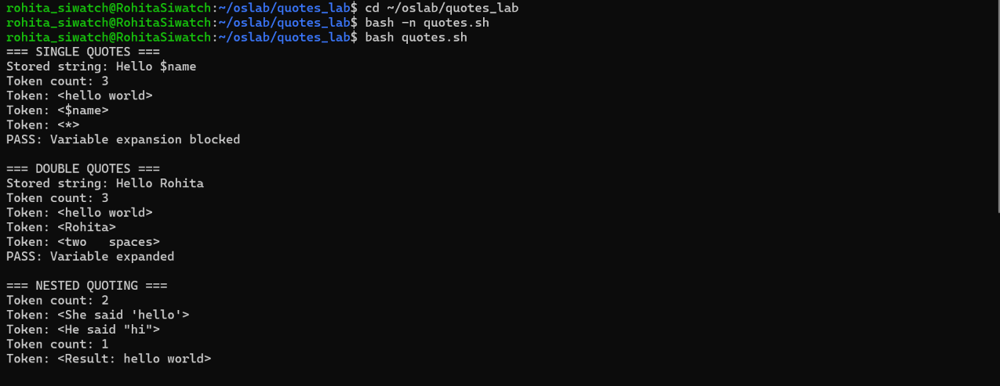 rohita_siwatch@RohitaSiwatch:~/oslab/quotes_lab$ cd ~/oslab/quotes_lab
rohita_siwatch@RohitaSiwatch:~/oslab/quotes_lab$ bash -n quotes.sh
rohita_siwatch@RohitaSiwatch:~/oslab/quotes_lab$ bash quotes.sh
=== SINGLE QUOTES ===
Stored string: Hello $name
Token count: 3
Token: <hello world>
Token: <$name>
Token: <*>
PASS: Variable expansion blocked

=== DOUBLE QUOTES ===
Stored string: Hello Rohita
Token count: 3
Token: <hello world>
Token: <Rohita>
Token: <two   spaces>
PASS: Variable expanded

=== NESTED QUOTING ===
Token count: 2
Token: <She said 'hello'>
Token: <He said "hi">
Token count: 1
Token: <Result: hello world>